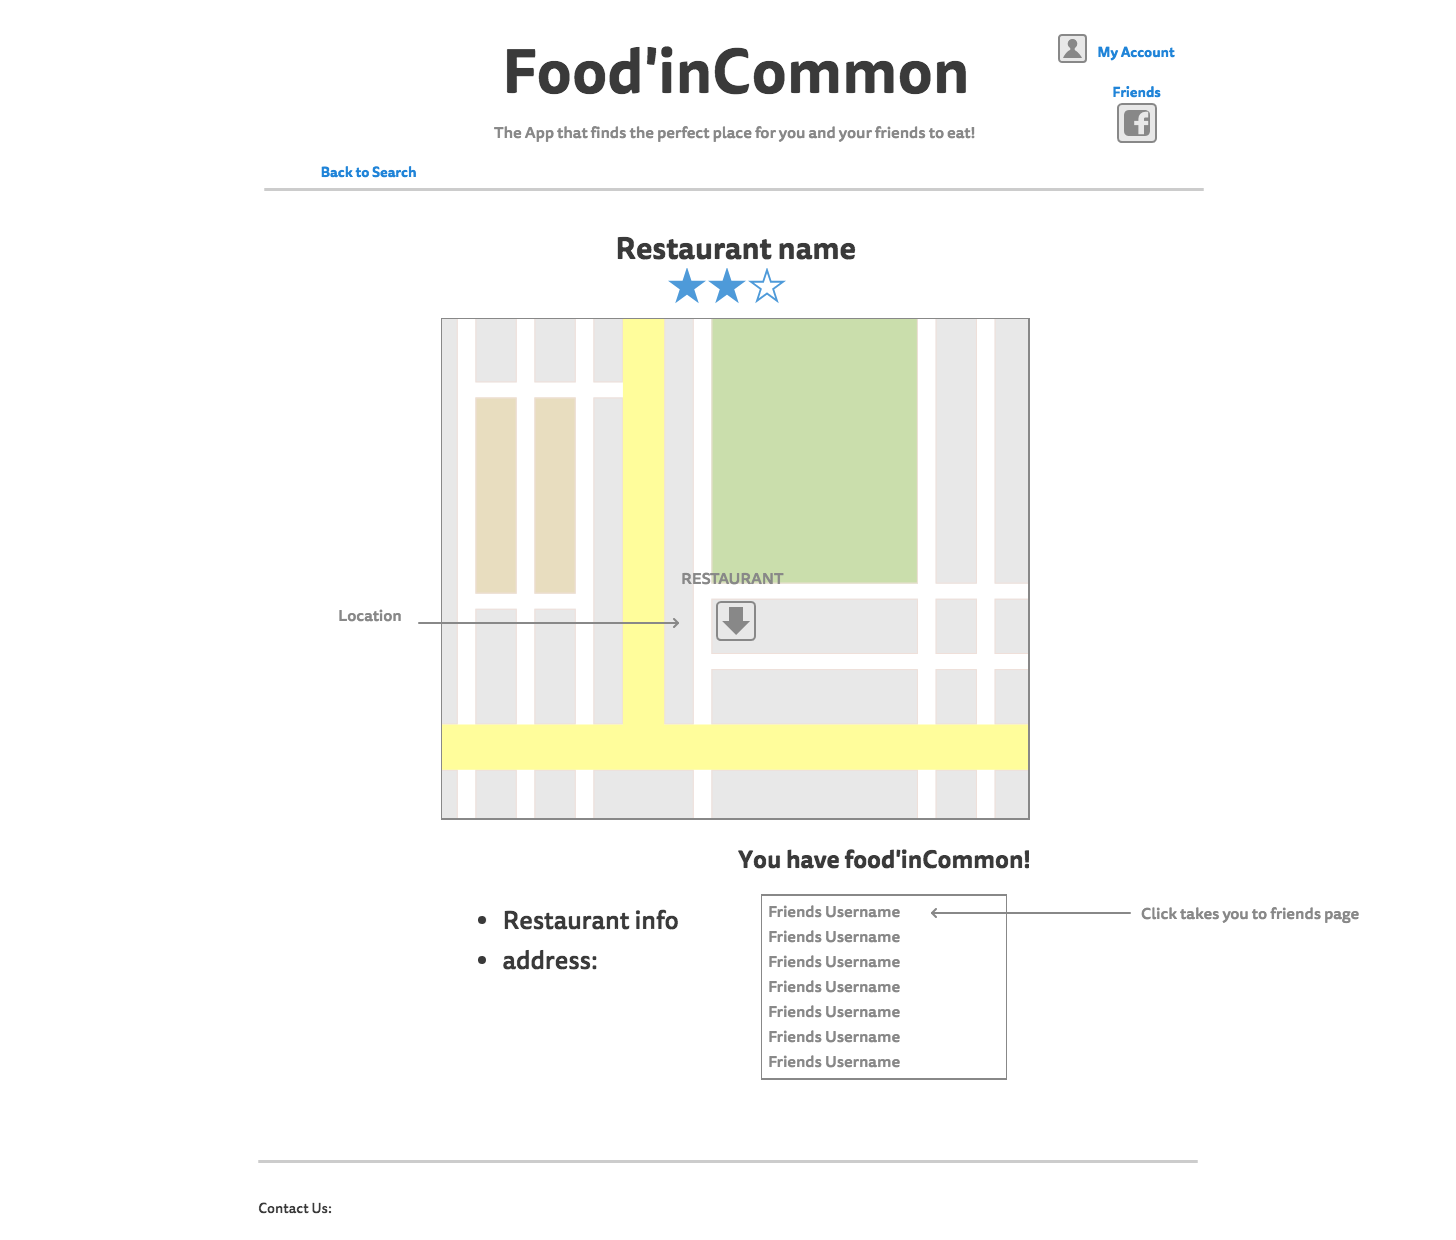 Food'inCommon
My Account
Friends
The App that finds the perfect place for you and your friends to eat!
Back to Search
Restaurant name
RESTAURANT
Location
You have food'inCommon!
Restaurant info
address:
Friends Username
Click takes you to friends page
Friends Username
Friends Username
Friends Username
Friends Username
Friends Username
Friends Username
Contact Us: